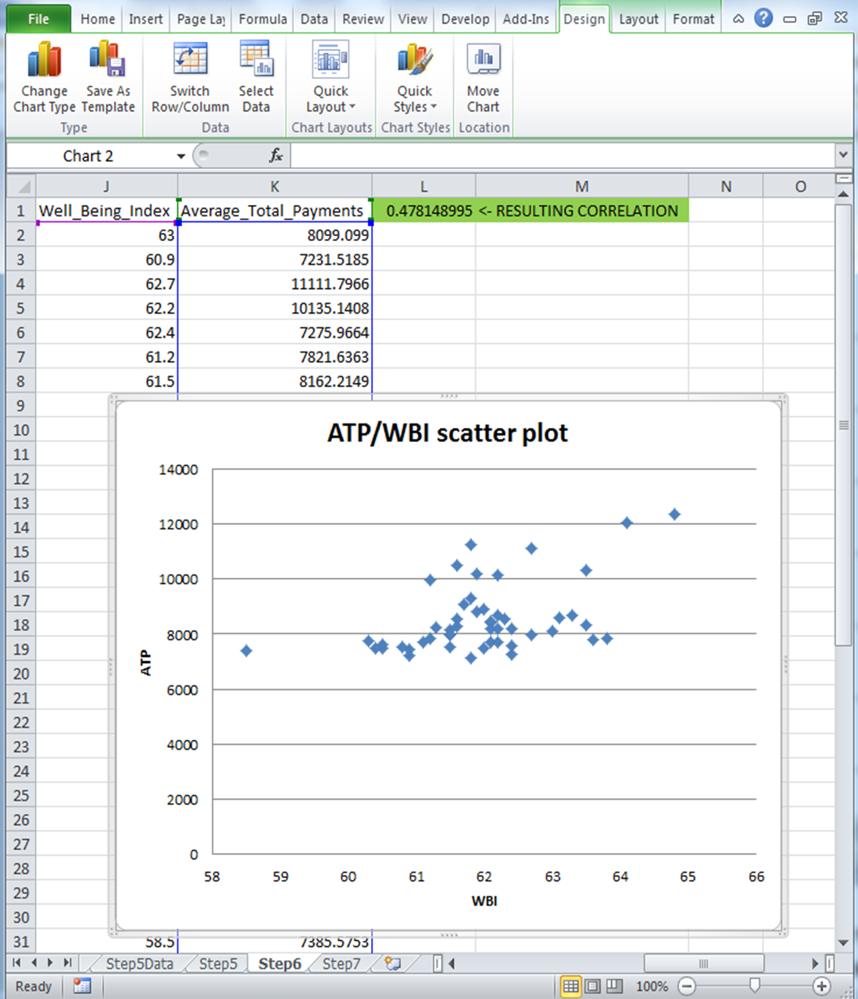 File Home Insert Page Lay Formula Data Review View Develop Add-Ins Design Layout Format ?
Change Chart Type Save As Template Switch Row/Column Select Data Quick Layout Quick Styles Move Chart
Type Data Chart Layouts Chart Styles Location
Chart 2 fx
J K L M N O
1 Well_Being_Index Average_Total_Payments 0.478148995 <- RESULTING CORRELATION
2 63 8099.099
3 60.9 7231.5185
4 62.7 11111.7966
5 62.2 10135.1408
6 62.4 7275.9664
7 61.2 7821.6363
8 61.5 8162.2149
9
10
11
12
13
14
15
16
17
18
19
20
21
22
23
24
25
26
27
28
29
30
31 58.5 7385.5753
ATP/WBI scatter plot
14000
12000
10000
8000
6000
4000
2000
0
ATP
58 59 60 61 62 63 64 65 66
WBI
Step5Data Step5 Step6 Step7
Ready 100%